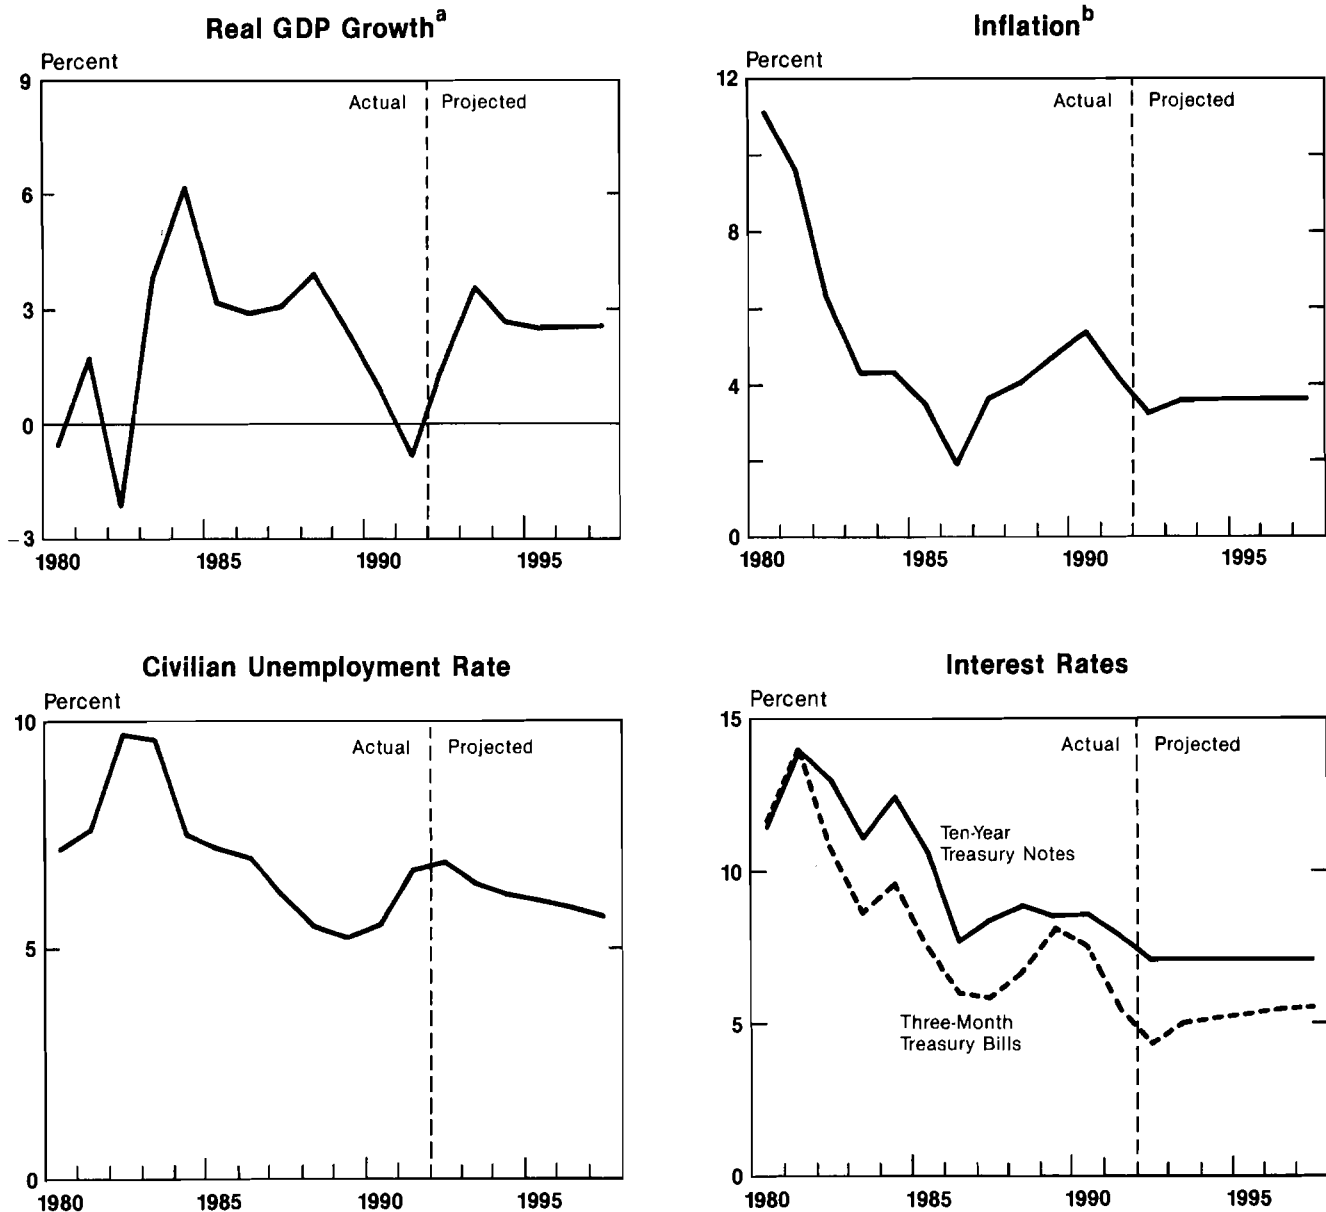 Real GDP Growth^a
Percent
9
Actual
Projected
6
3
0
−3
1980
1985
1990
1995
Inflation^b
Percent
12
Actual
Projected
8
4
0
1980
1985
1990
1995
Civilian Unemployment Rate
Percent
10
Actual
Projected
5
0
1980
1985
1990
1995
Interest Rates
Percent
15
Actual
Projected
Ten-Year
Treasury Notes
10
Three-Month
Treasury Bills
5
0
1980
1985
1990
1995